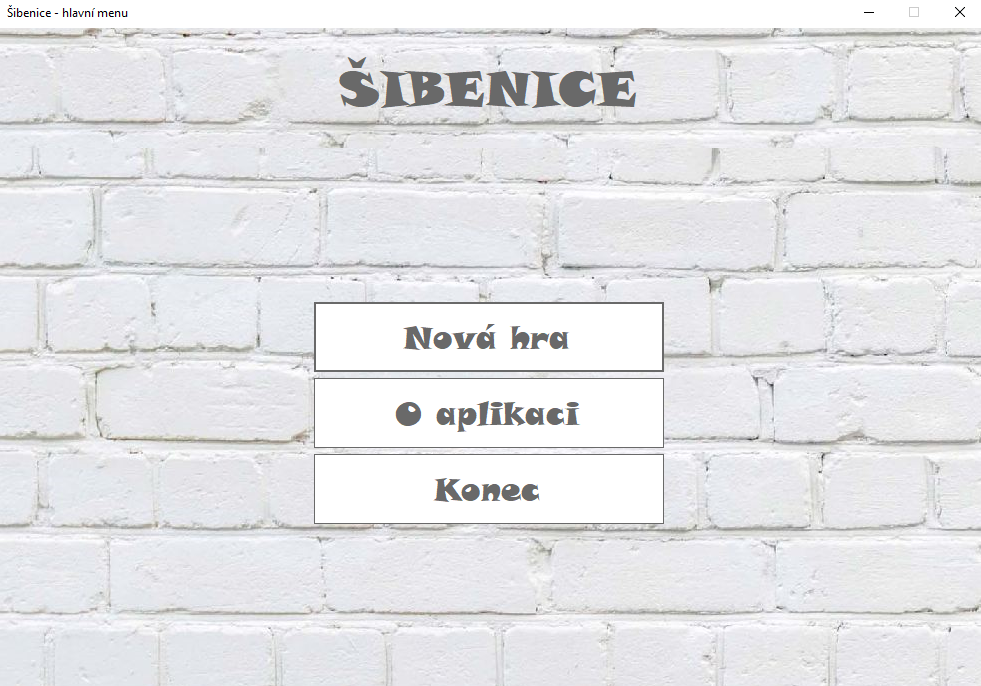 Šibenice - hlavní menu
ŠIBENICE
Nová hra
O aplikaci
Konec